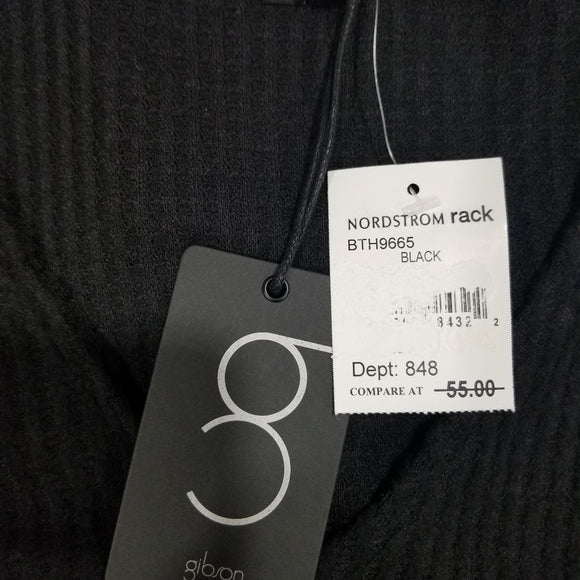 NORDSTROM rack
BTH9665
BLACK
8432 2
Dept: 848
COMPARE AT 55.00
g
gibson